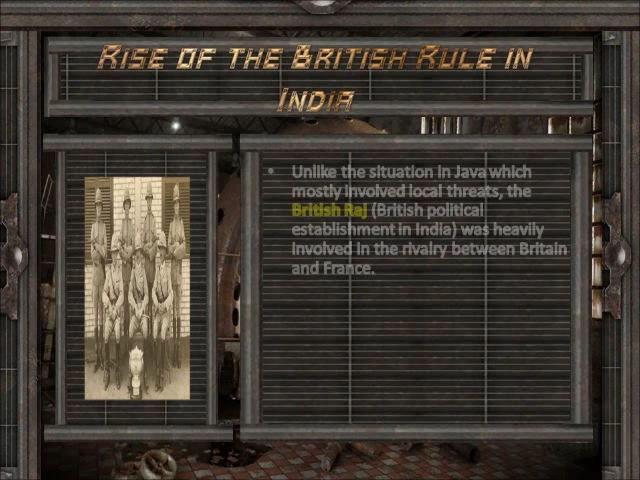 Rise of the British Rule in
India
• Unlike the situation in Java which
mostly involved local threats, the
British Raj (British political
establishment in India) was heavily
involved in the rivalry between Britain
and France.